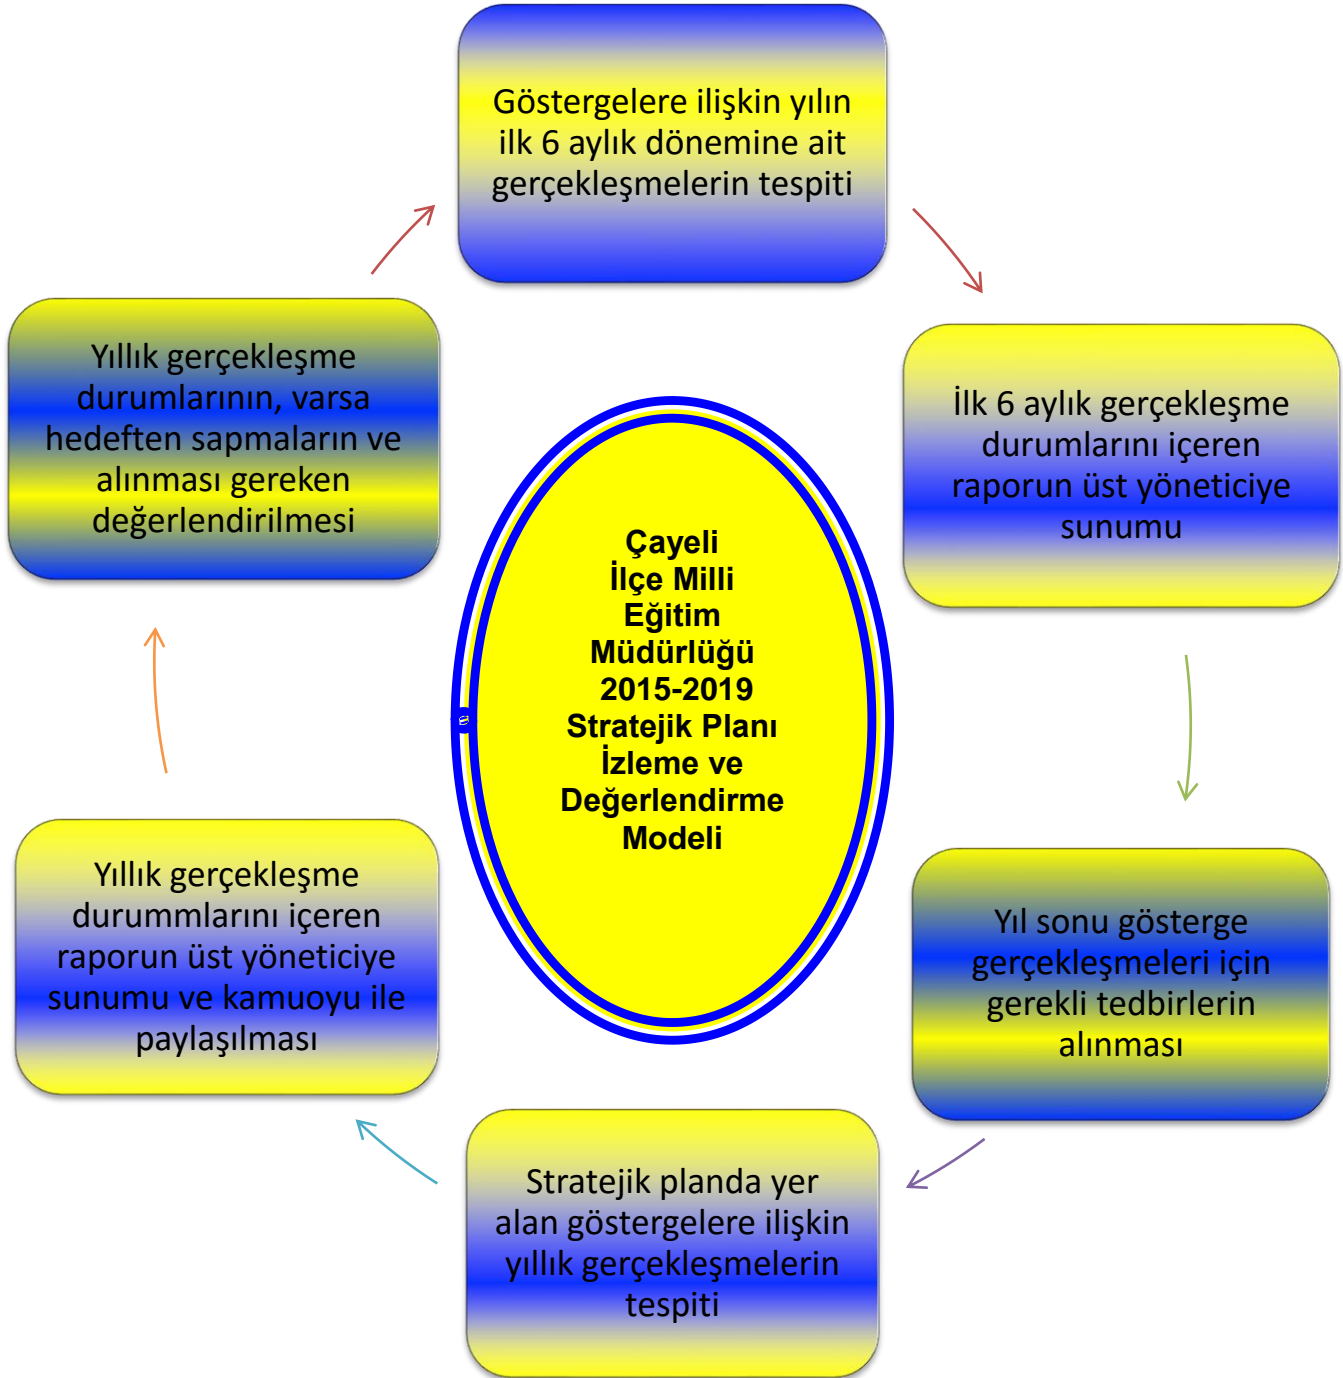 Göstergelere ilişkin yılın
ilk 6 aylık dönemine ait
gerçekleşmelerin tespiti
İlk 6 aylık gerçekleşme
durumlarını içeren
raporun üst yöneticiye
sunumu
Yıl sonu gösterge
gerçekleşmeleri için
gerekli tedbirlerin
alınması
Stratejik planda yer
alan göstergelere ilişkin
yıllık gerçekleşmelerin
tespiti
Yıllık gerçekleşme
durummlarını içeren
raporun üst yöneticiye
sunumu ve kamuoyu ile
paylaşılması
Yıllık gerçekleşme
durumlarının, varsa
hedeften sapmaların ve
alınması gereken
değerlendirilmesi
Çayeli
İlçe Milli
Eğitim
Müdürlüğü
2015-2019
Stratejik Planı
İzleme ve
Değerlendirme
Modeli